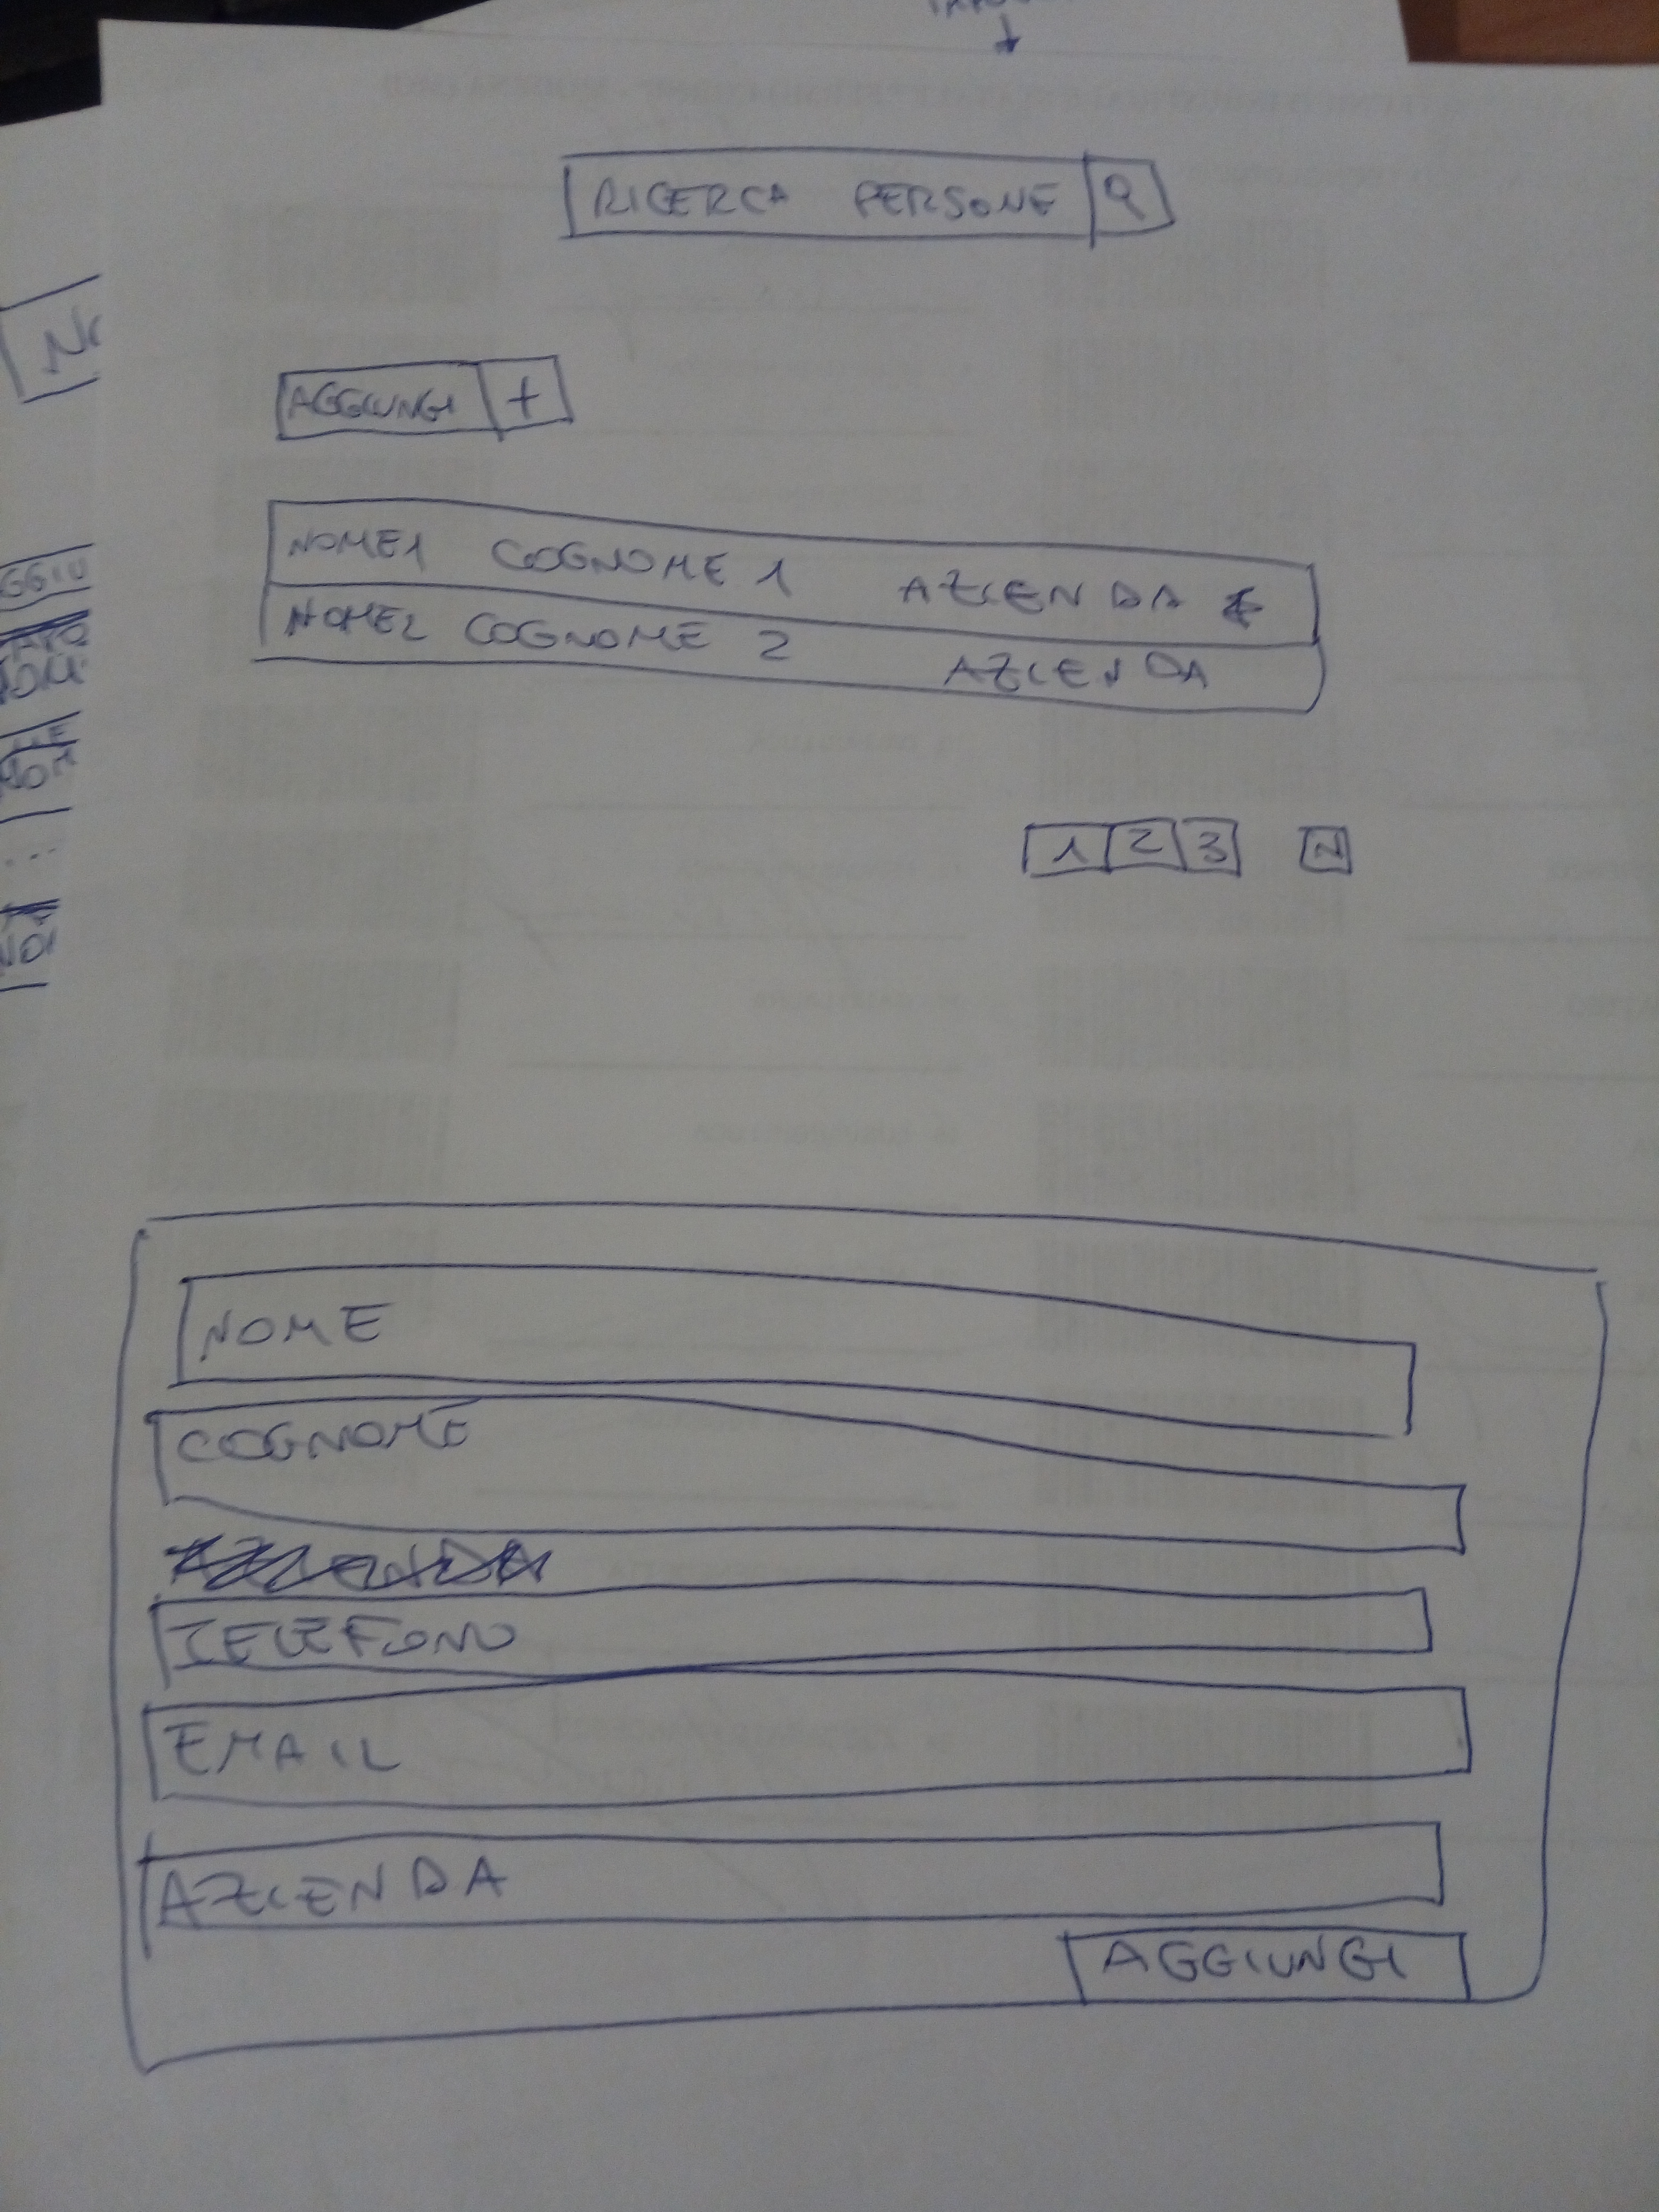 RICERCA PERSONE
AGGIUNGI +
NOME1 COGNOME 1 AZIENDA
NOME2 COGNOME 2 AZIENDA
1 2 3 N
NOME
COGNOME
TELEFONO
EMAIL
AZIENDA
AGGIUNGI